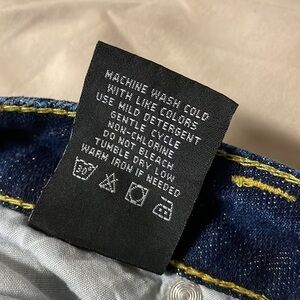 MACHINE WASH COLD
WITH LIKE COLORS
USE MILD DETERGENT
GENTLE CYCLE
NON-CHLORINE
DO NOT BLEACH
TUMBLE DRY LOW
WARM IRON IF NEEDED
30°